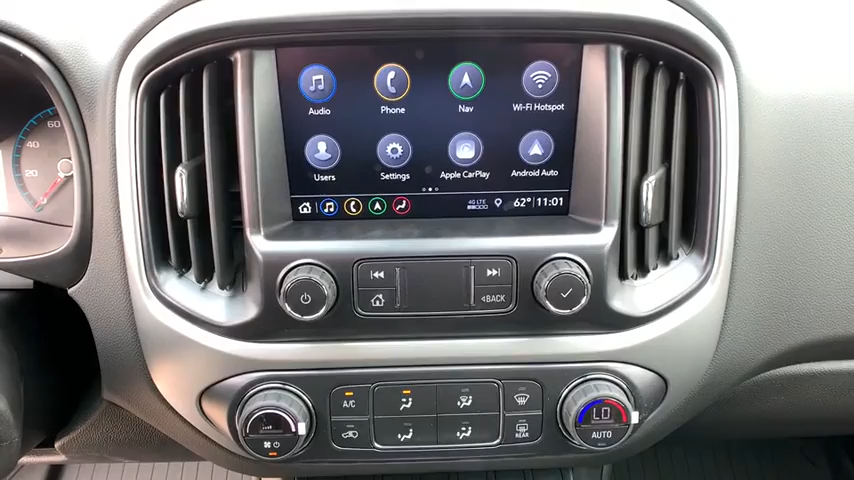 Audio
Phone
Nav
Wi-Fi Hotspot
Users
Settings
Apple CarPlay
Android Auto
4G LTE
62° 11:01
60
40
20
BACK
A/C
REAR
LO
AUTO